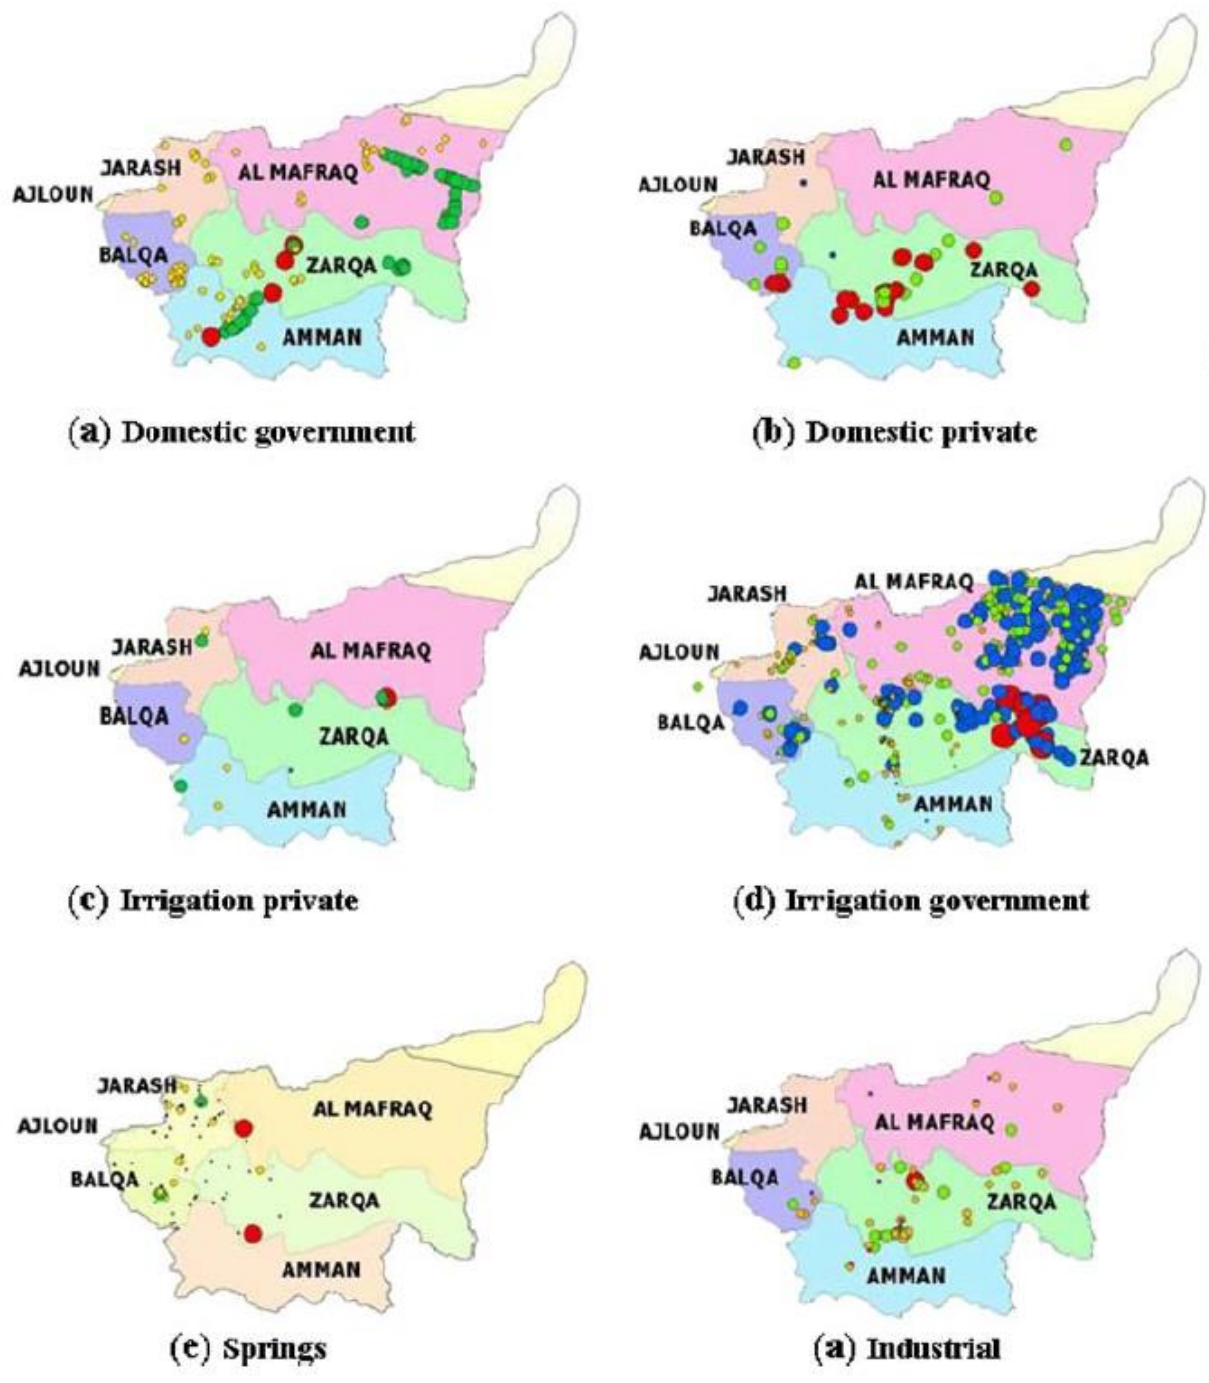 JARASH
AL MAFRAQ
AJLOUN
BALQA
ZARQA
AMMAN
(a) Domestic government
JARASH
AL MAFRAQ
AJLOUN
BALQA
ZARQA
AMMAN
(b) Domestic private
JARASH
AL MAFRAQ
AJLOUN
BALQA
ZARQA
AMMAN
(c) Irrigation private
AL MAFRAQ
JARASH
AJLOUN
BALQA
ZARQA
AMMAN
(d) Irrigation government
JARASH
AL MAFRAQ
AJLOUN
BALQA
ZARQA
AMMAN
(e) Springs
JARASH
AL MAFRAQ
AJLOUN
BALQA
ZARQA
AMMAN
(a) Industrial